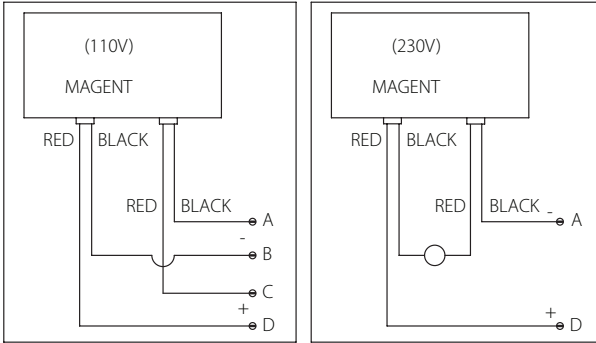 (110V)
MAGENT
RED BLACK
RED BLACK
A
-
B
C
+
D
(230V)
MAGENT
RED BLACK
RED BLACK - A
+
D